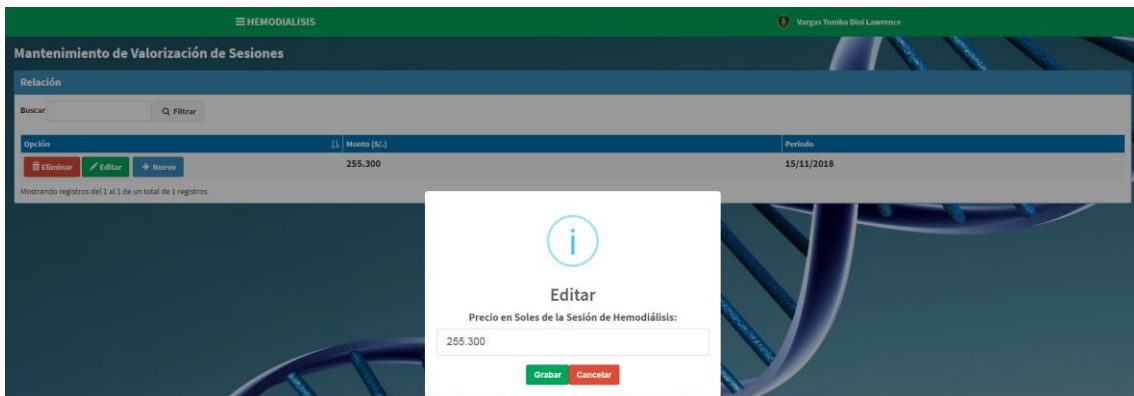 HEMODIALISIS
Vargas Tumba Dini Lawrence
Mantenimiento de Valorización de Sesiones
Relación
Buscar
Filtrar
Opción Monto (S/.) Periodo
Eliminar Editar + Nuevo 255.300 15/11/2018
Mostrando registros del 1 al 1 de un total de 1 registros
i
Editar
Precio en Soles de la Sesión de Hemodiálisis:
255.300
Grabar Cancelar